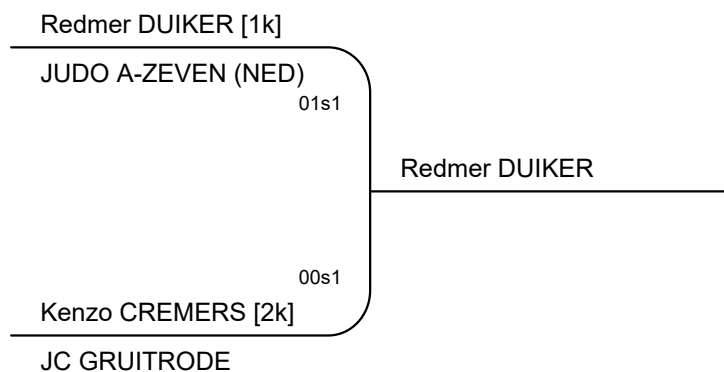 Redmer DUIKER [1k]
JUDO A-ZEVEN (NED)
01s1
Redmer DUIKER
00s1
Kenzo CREMERS [2k]
JC GRUITRODE